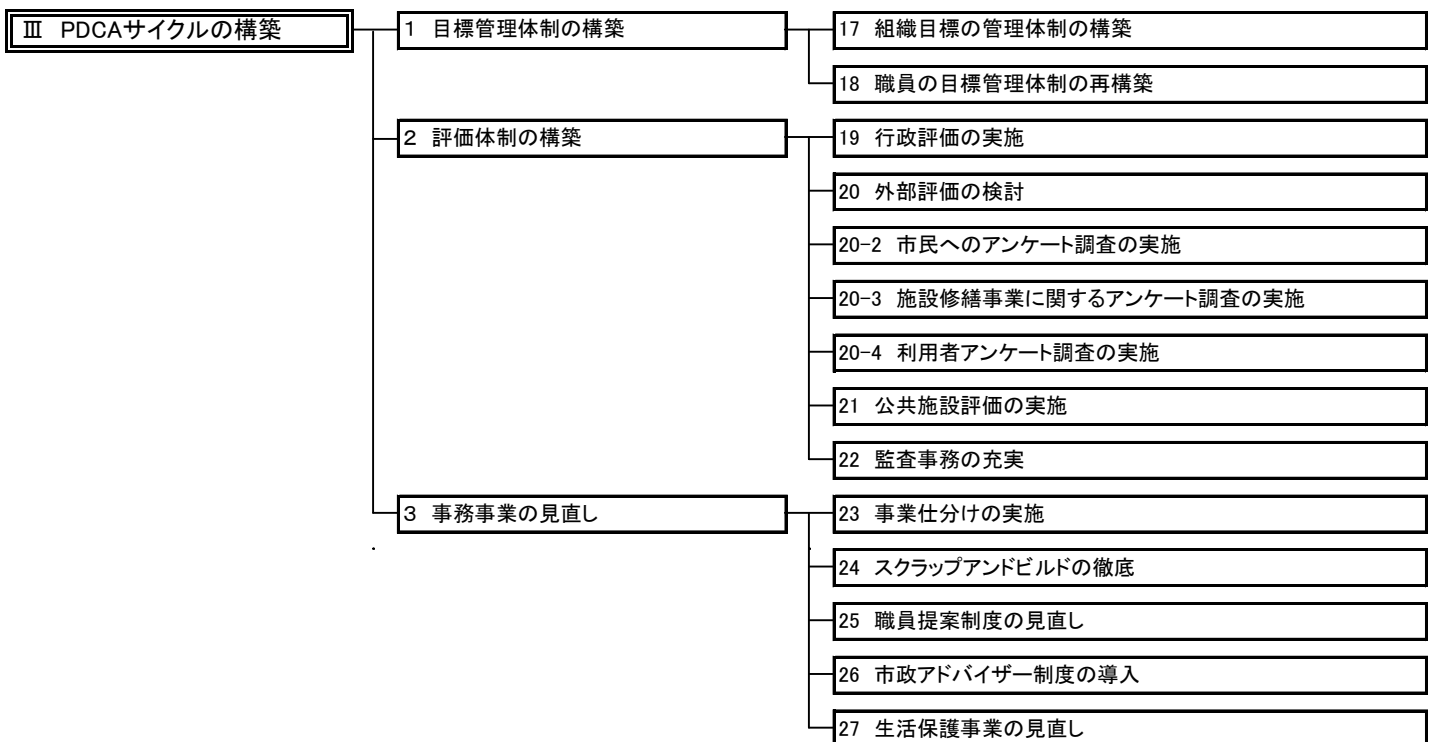 Ⅲ PDCAサイクルの構築
1 目標管理体制の構築
17 組織目標の管理体制の構築
18 職員の目標管理体制の再構築
2 評価体制の構築
19 行政評価の実施
20 外部評価の検討
20-2 市民へのアンケート調査の実施
20-3 施設修繕事業に関するアンケート調査の実施
20-4 利用者アンケート調査の実施
21 公共施設評価の実施
22 監査事務の充実
3 事務事業の見直し
23 事業仕分けの実施
24 スクラップアンドビルドの徹底
25 職員提案制度の見直し
26 市政アドバイザー制度の導入
27 生活保護事業の見直し